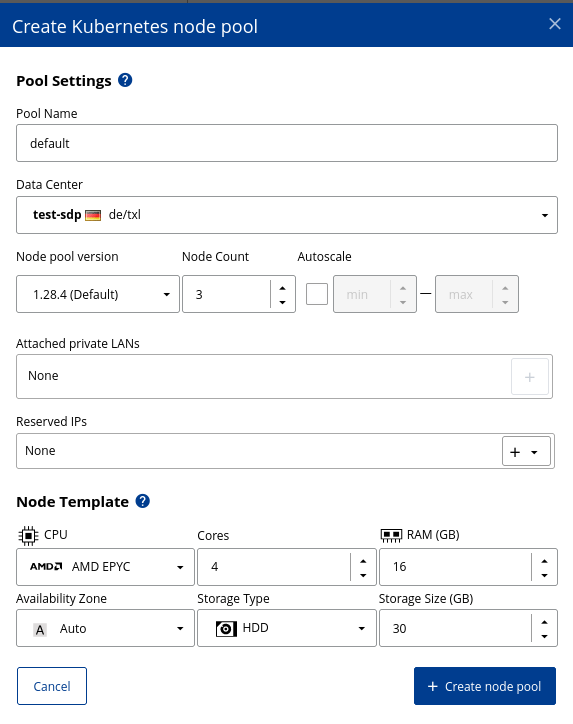 Create Kubernetes node pool
Pool Settings ?
Pool Name
default
Data Center
test-sdp de/txl
Node pool version Node Count Autoscale
1.28.4 (Default) 3 min — max
Attached private LANs
None +
Reserved IPs
None +
Node Template ?
CPU Cores RAM (GB)
AMD AMD EPYC 4 16
Availability Zone Storage Type Storage Size (GB)
A Auto HDD 30
Cancel + Create node pool